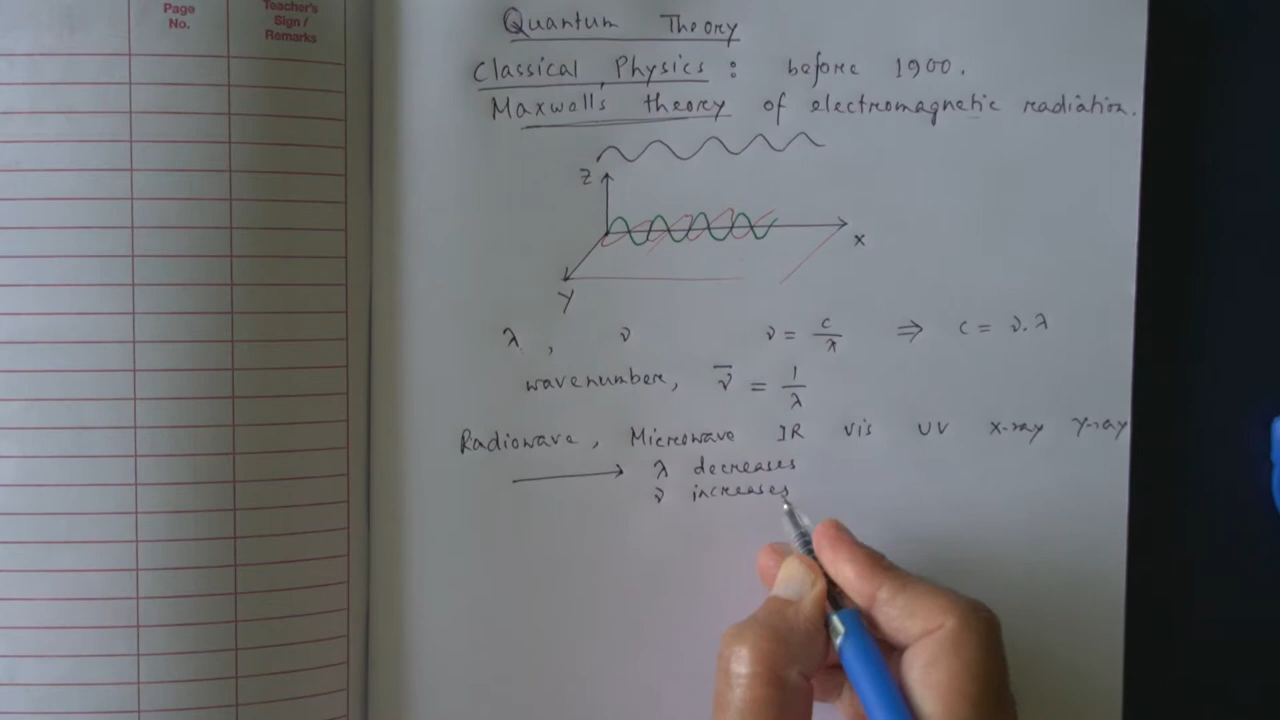 Page No.
Teacher's Sign / Remarks
Quantum Theory
Classical Physics : before 1900.
Maxwalls theory of electromagnetic radiation.
Z
x
Y
λ , ν ν = c/λ ⇒ c = ν.λ
wavenumber, ν̅ = 1/λ
Radiowave, Microwave IR Vis UV X-ray γ-ray
⟶ λ decreases
ν increases